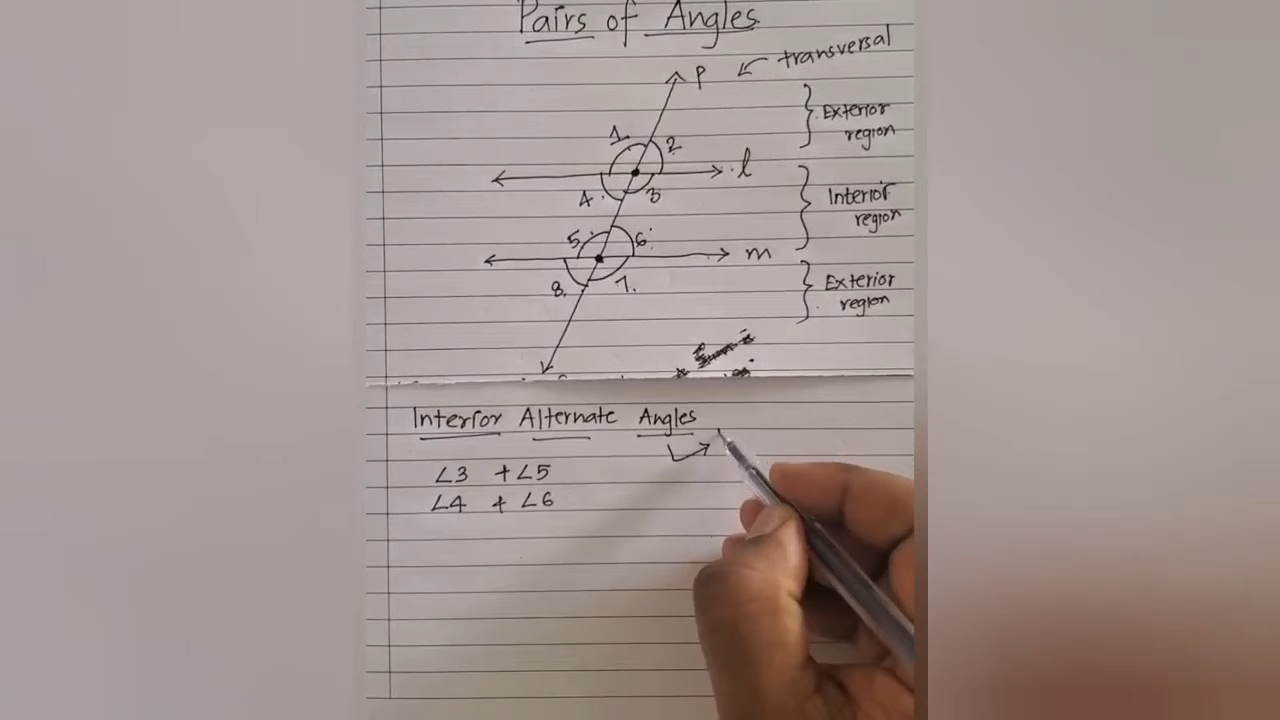 Pairs of Angles
transversal
p
Exterior
region
1
2
l
4
3
Interior
region
5
6
m
8
7
Exterior
region
Interior Alternate Angles
∠3 + ∠5
∠4 + ∠6